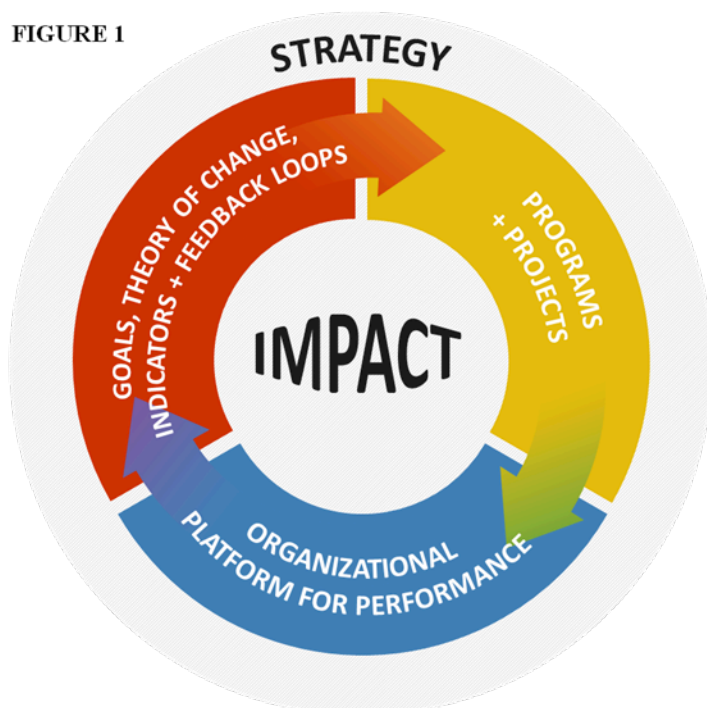 FIGURE 1
STRATEGY
GOALS, THEORY OF CHANGE,
INDICATORS + FEEDBACK LOOPS
PROGRAMS
+ PROJECTS
IMPACT
ORGANIZATIONAL
PLATFORM FOR PERFORMANCE